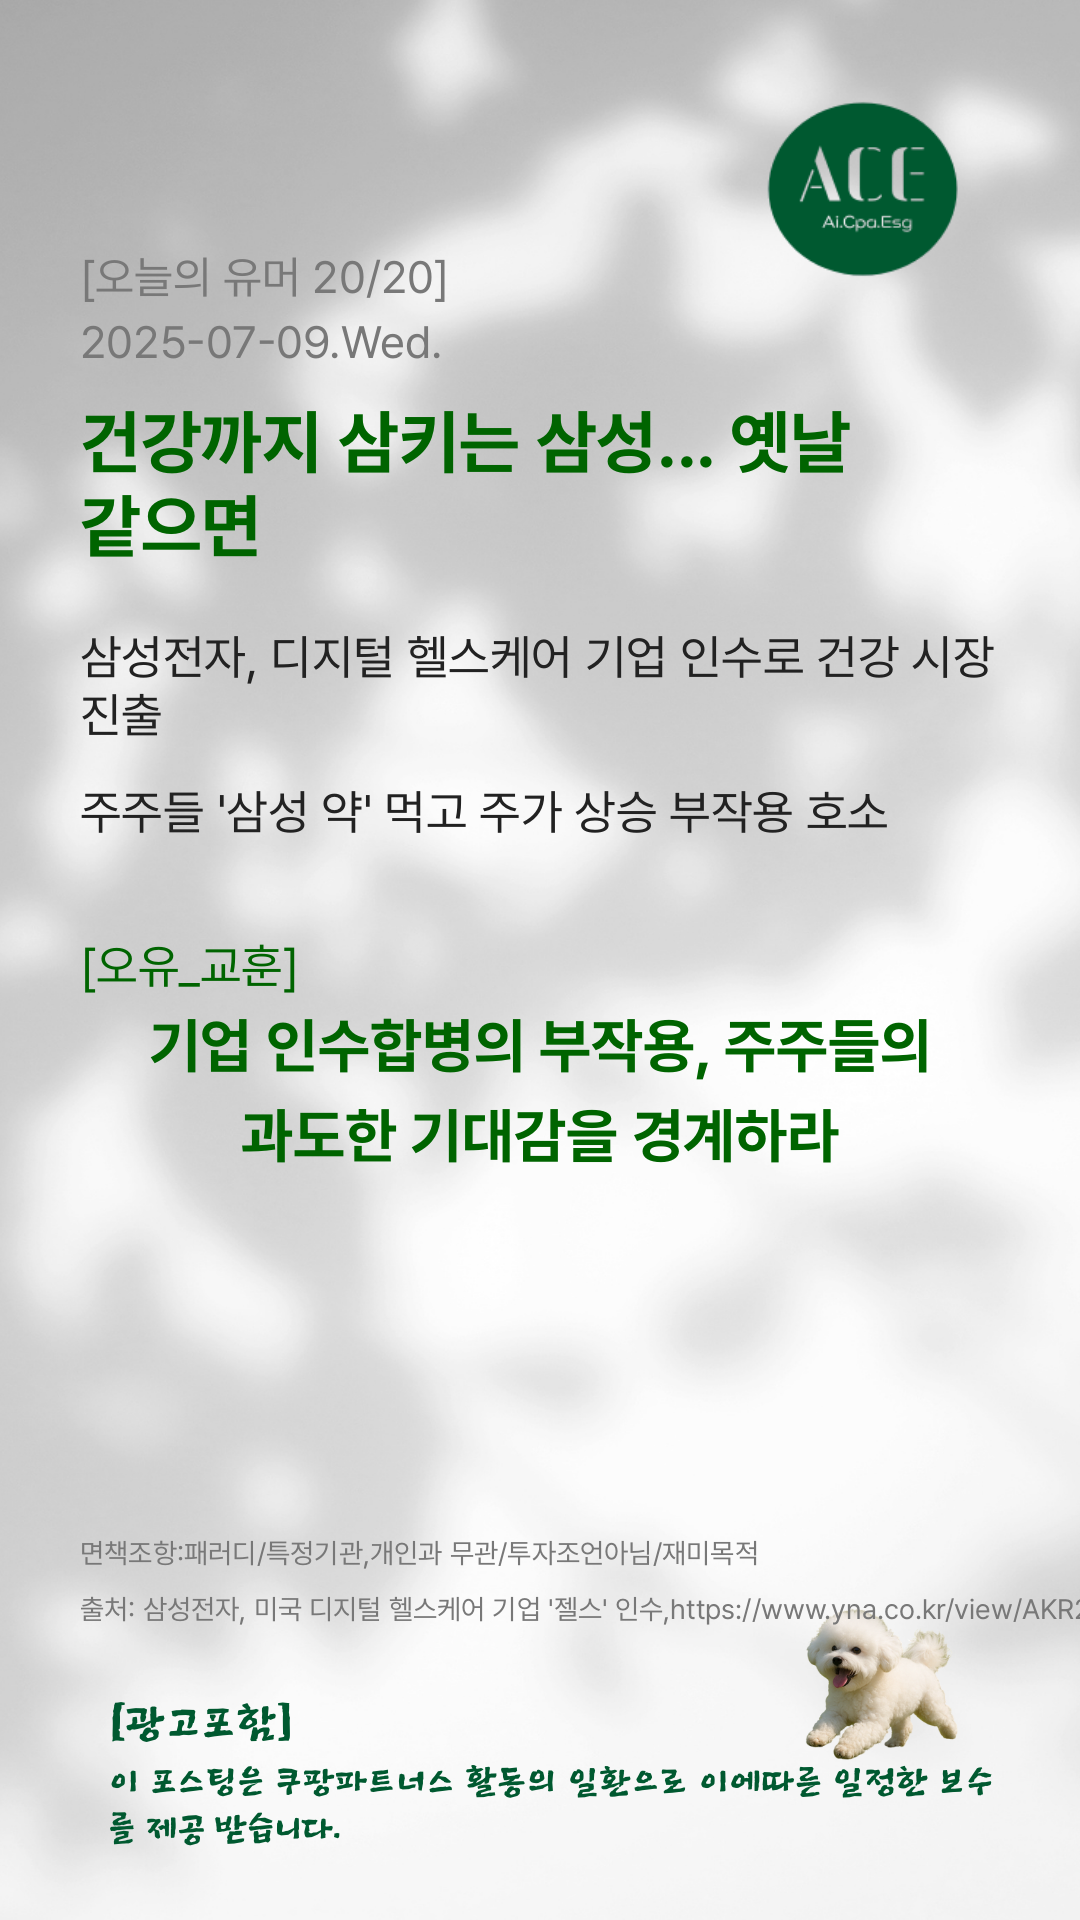 ACE
Ai.Cpa.Esg
[오늘의 유머 20/20]
2025-07-09.Wed.
건강까지 삼키는 삼성... 옛날
같으면
삼성전자, 디지털 헬스케어 기업 인수로 건강 시장
진출
주주들 '삼성 약' 먹고 주가 상승 부작용 호소
[오유_교훈]
기업 인수합병의 부작용, 주주들의
과도한 기대감을 경계하라
면책조항:패러디/특정기관,개인과 무관/투자조언아님/재미목적
출처: 삼성전자, 미국 디지털 헬스케어 기업 '젤스' 인수,https://www.yna.co.kr/view/AKR2
[광고포함]
이 포스팅은 쿠팡파트너스 활동의 일환으로 이에따른 일정한 보수
를 제공 받습니다.